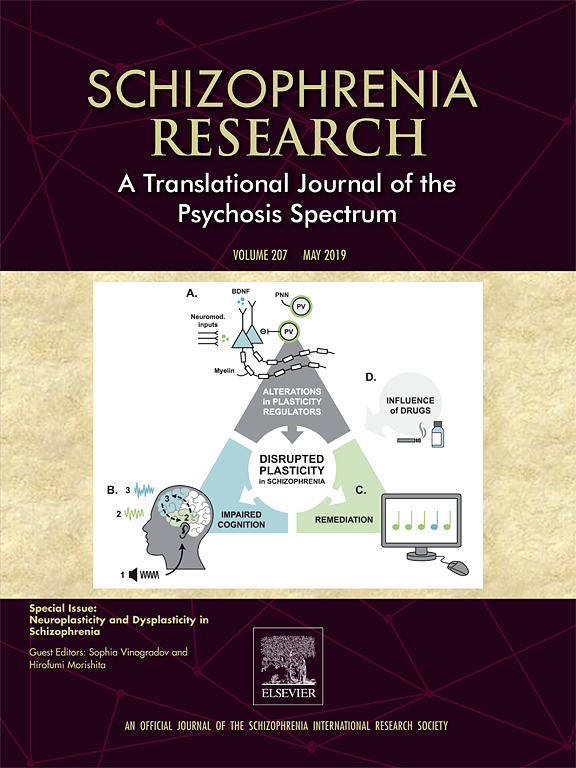 SCHIZOPHRENIA
RESEARCH
A Translational Journal of the
Psychosis Spectrum
VOLUME 207 MAY 2019
A.
BDNF
PNN
PV
Neuromod.
inputs
PV
Myelin
ALTERATIONS
in PLASTICITY
REGULATORS
D.
INFLUENCE
of DRUGS
DISRUPTED
PLASTICITY
in SCHIZOPHRENIA
B.
3
2
3
2
1
IMPAIRED
COGNITION
C.
REMEDIATION
Special Issue:
Neuroplasticity and Dysplasticity in
Schizophrenia
Guest Editors: Sophia Vinogradov and
Hirofumi Morishita
ELSEVIER
AN OFFICIAL JOURNAL OF THE SCHIZOPHRENIA INTERNATIONAL RESEARCH SOCIETY